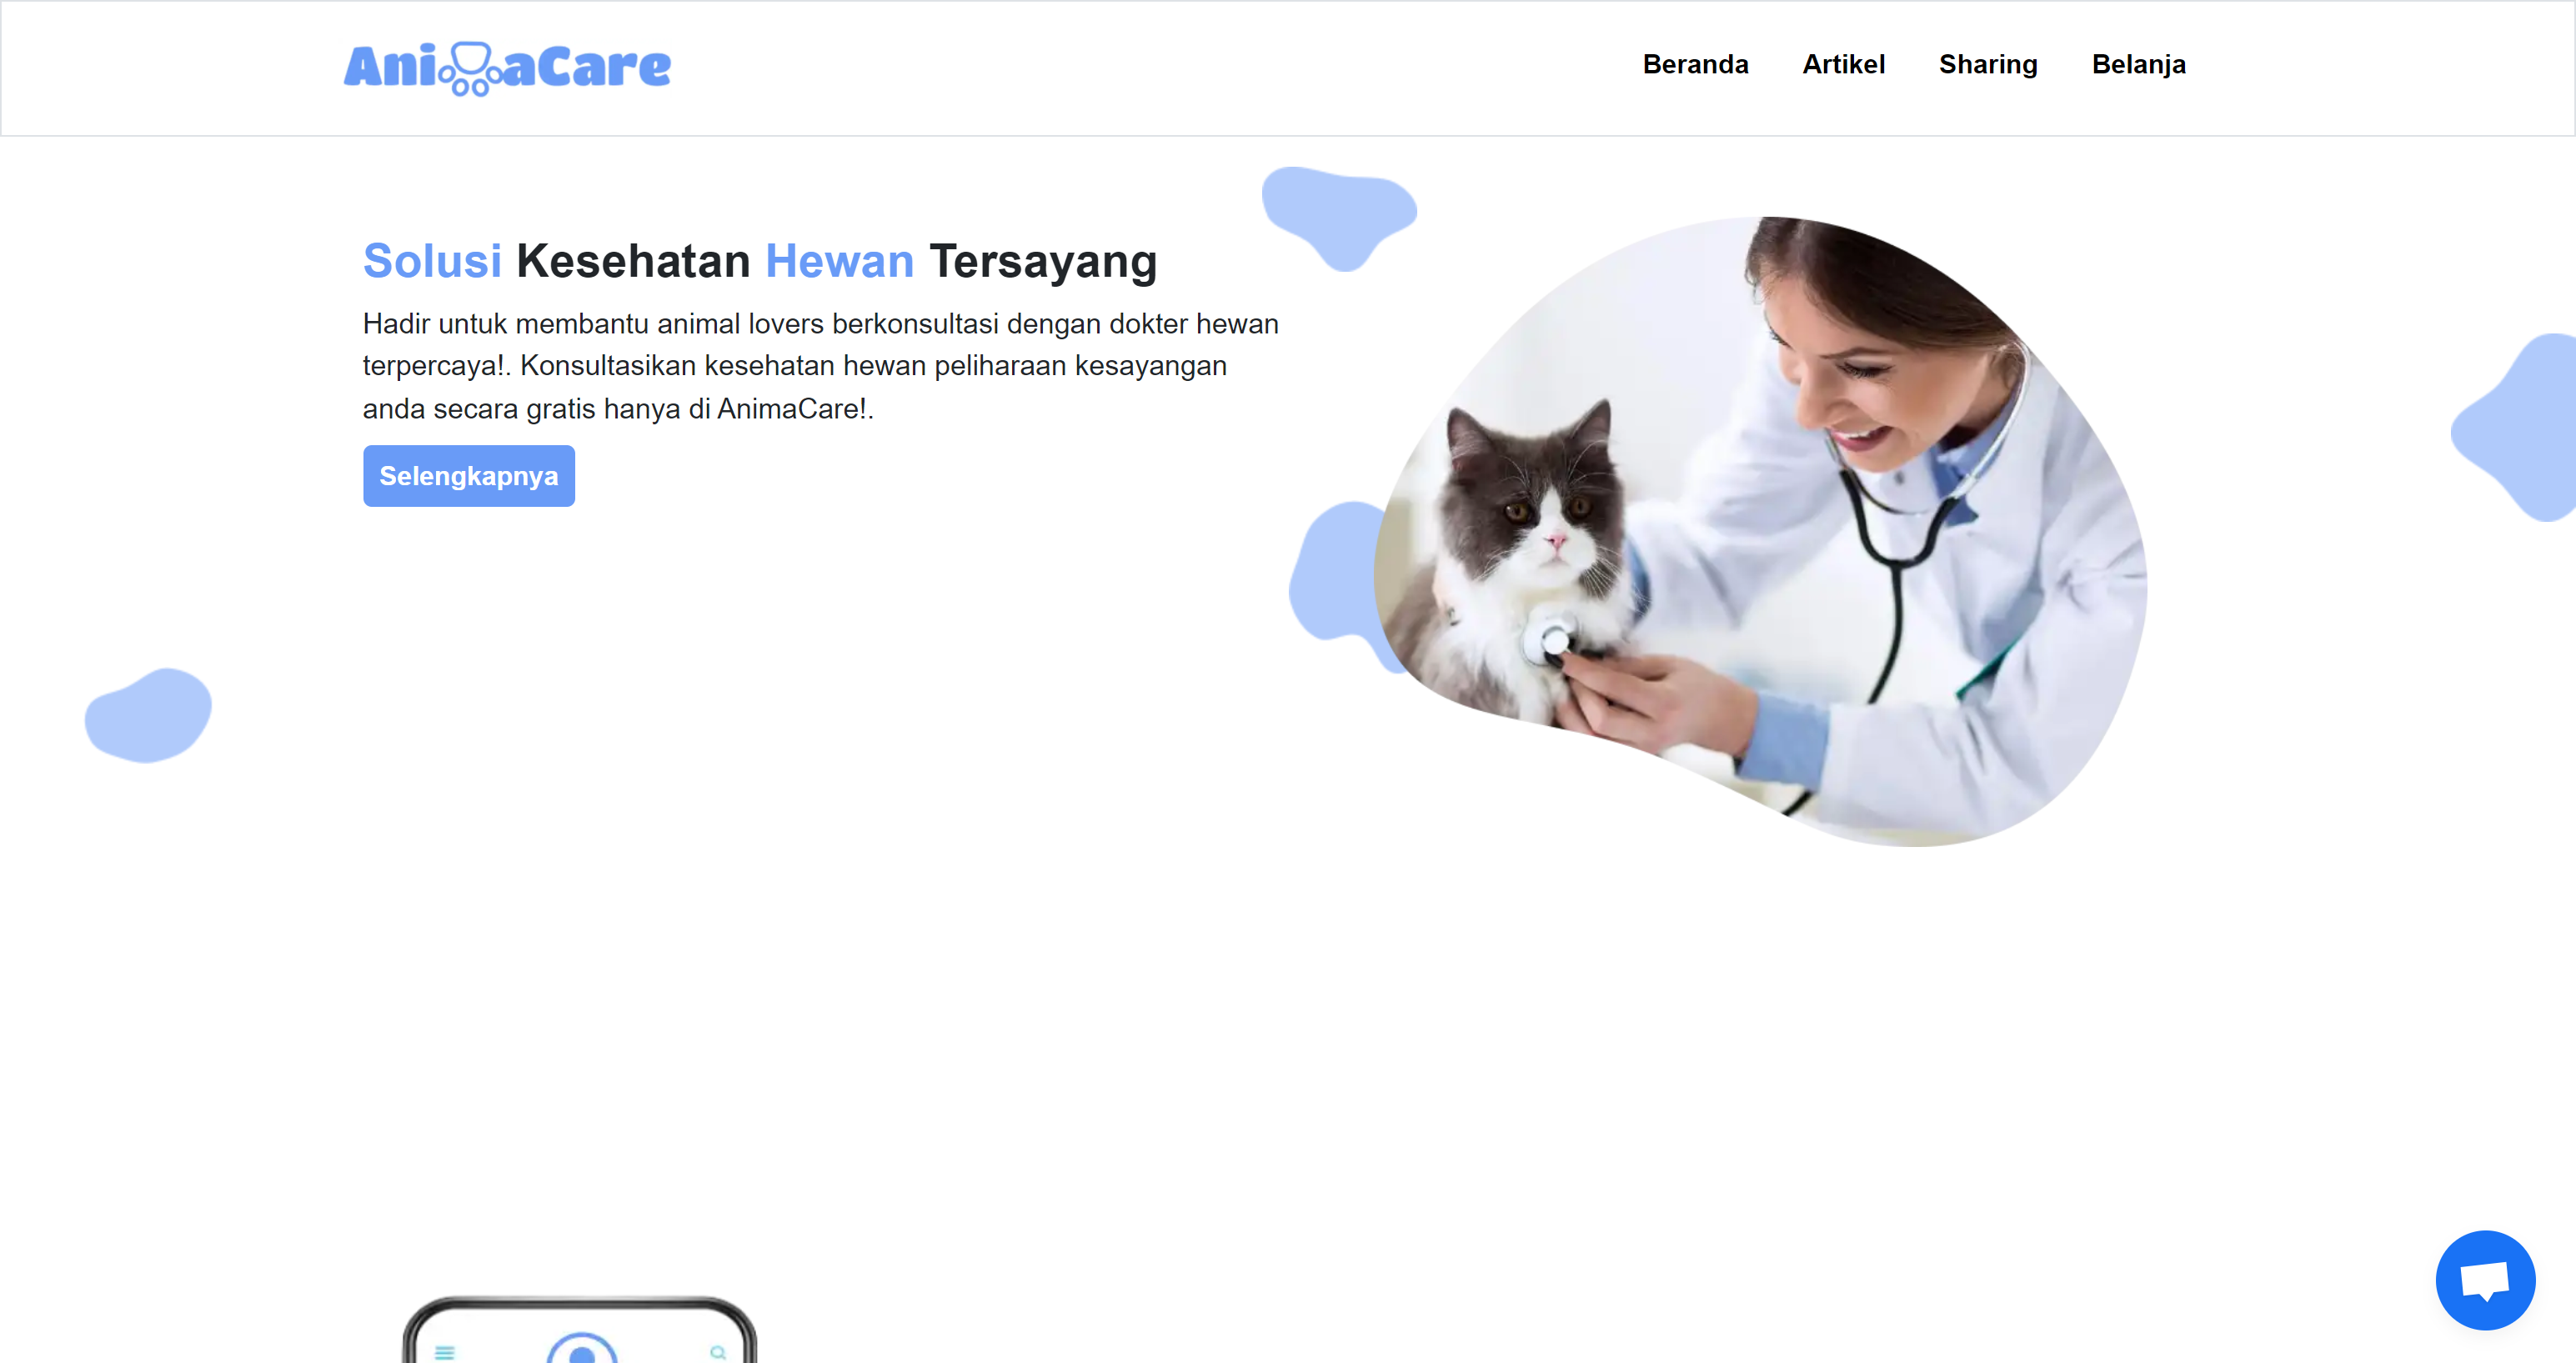 AnimaCare
Beranda Artikel Sharing Belanja
Solusi Kesehatan Hewan Tersayang
Hadir untuk membantu animal lovers berkonsultasi dengan dokter hewan
terpercaya!. Konsultasikan kesehatan hewan peliharaan kesayangan
anda secara gratis hanya di AnimaCare!.
Selengkapnya